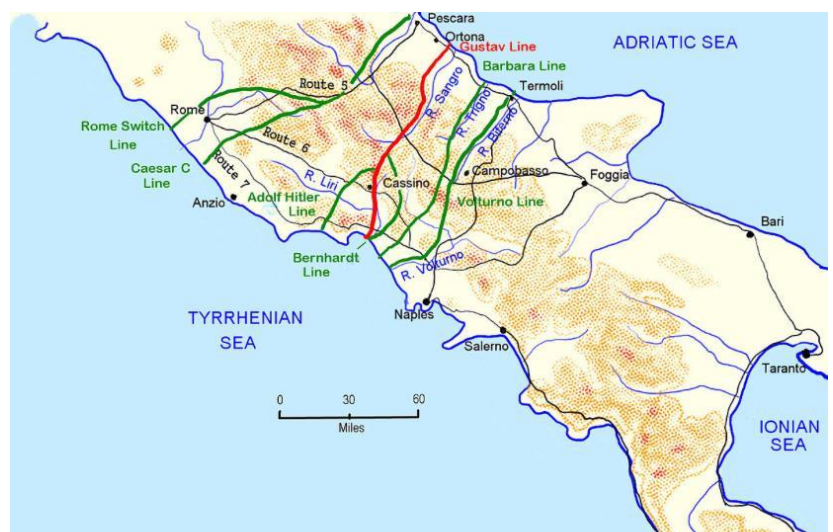 Pescara
Ortona
Gustav Line
ADRIATIC SEA
Barbara Line
Route 5
R. Sangro
R. Trigno
Termoli
Rome
R. Biferno
Rome Switch
Line
Route 6
Caesar C
Line
Route 7
R. Liri
Cassino
Campobasso
Foggia
Anzio
Adolf Hitler
Line
Volturno Line
Bari
Bernhardt
Line
R. Volturno
TYRRHENIAN
SEA
Naples
Salerno
Taranto
0 30 60
Miles
IONIAN
SEA